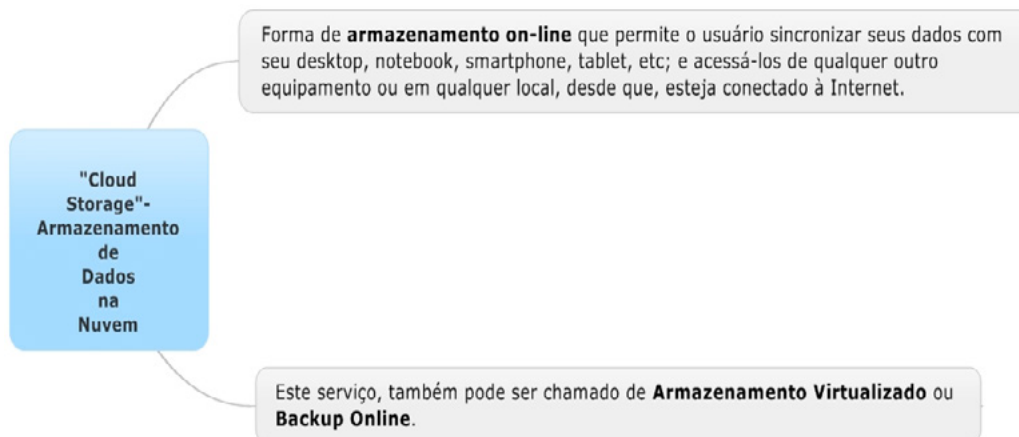 Forma de armazenamento on-line que permite o usuário sincronizar seus dados com
seu desktop, notebook, smartphone, tablet, etc; e acessá-los de qualquer outro
equipamento ou em qualquer local, desde que, esteja conectado à Internet.
"Cloud
Storage"-
Armazenamento
de
Dados
na
Nuvem
Este serviço, também pode ser chamado de Armazenamento Virtualizado ou
Backup Online.